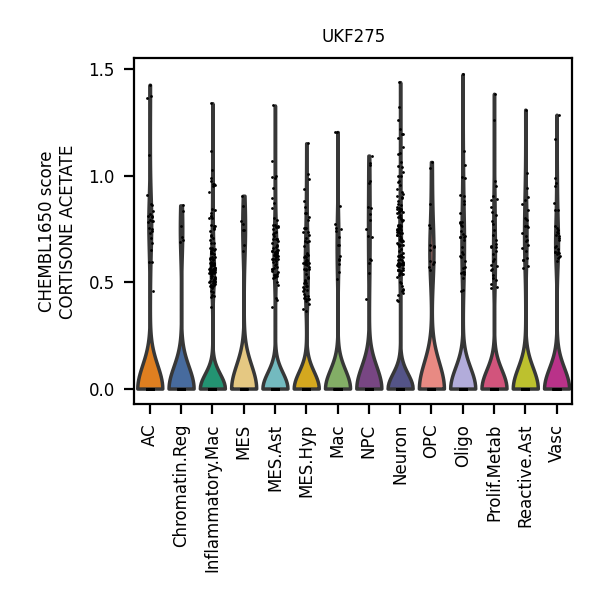 UKF275
CHEMBL1650 score
CORTISONE ACETATE
1.5
1.0
0.5
0.0
AC
Chromatin.Reg
Inflammatory.Mac
MES
MES.Ast
MES.Hyp
Mac
NPC
Neuron
OPC
Oligo
Prolif.Metab
Reactive.Ast
Vasc